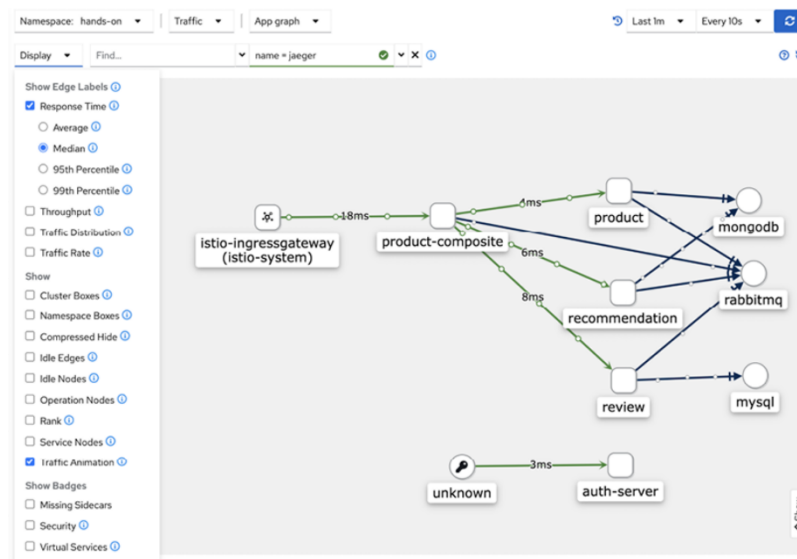 Namespace: hands-on
Traffic
App graph
Last 1m
Every 10s
Display
Find...
name = jaeger
Show Edge Labels
Response Time
Average
Median
95th Percentile
99th Percentile
Throughput
Traffic Distribution
Traffic Rate
Show
Cluster Boxes
Namespace Boxes
Compressed Hide
Idle Edges
Idle Nodes
Operation Nodes
Rank
Service Nodes
Traffic Animation
Show Badges
Missing Sidecars
Security
Virtual Services
18ms
istio-ingressgateway
(istio-system)
product-composite
4ms
6ms
8ms
product
mongodb
rabbitmq
recommendation
review
mysql
3ms
unknown
auth-server